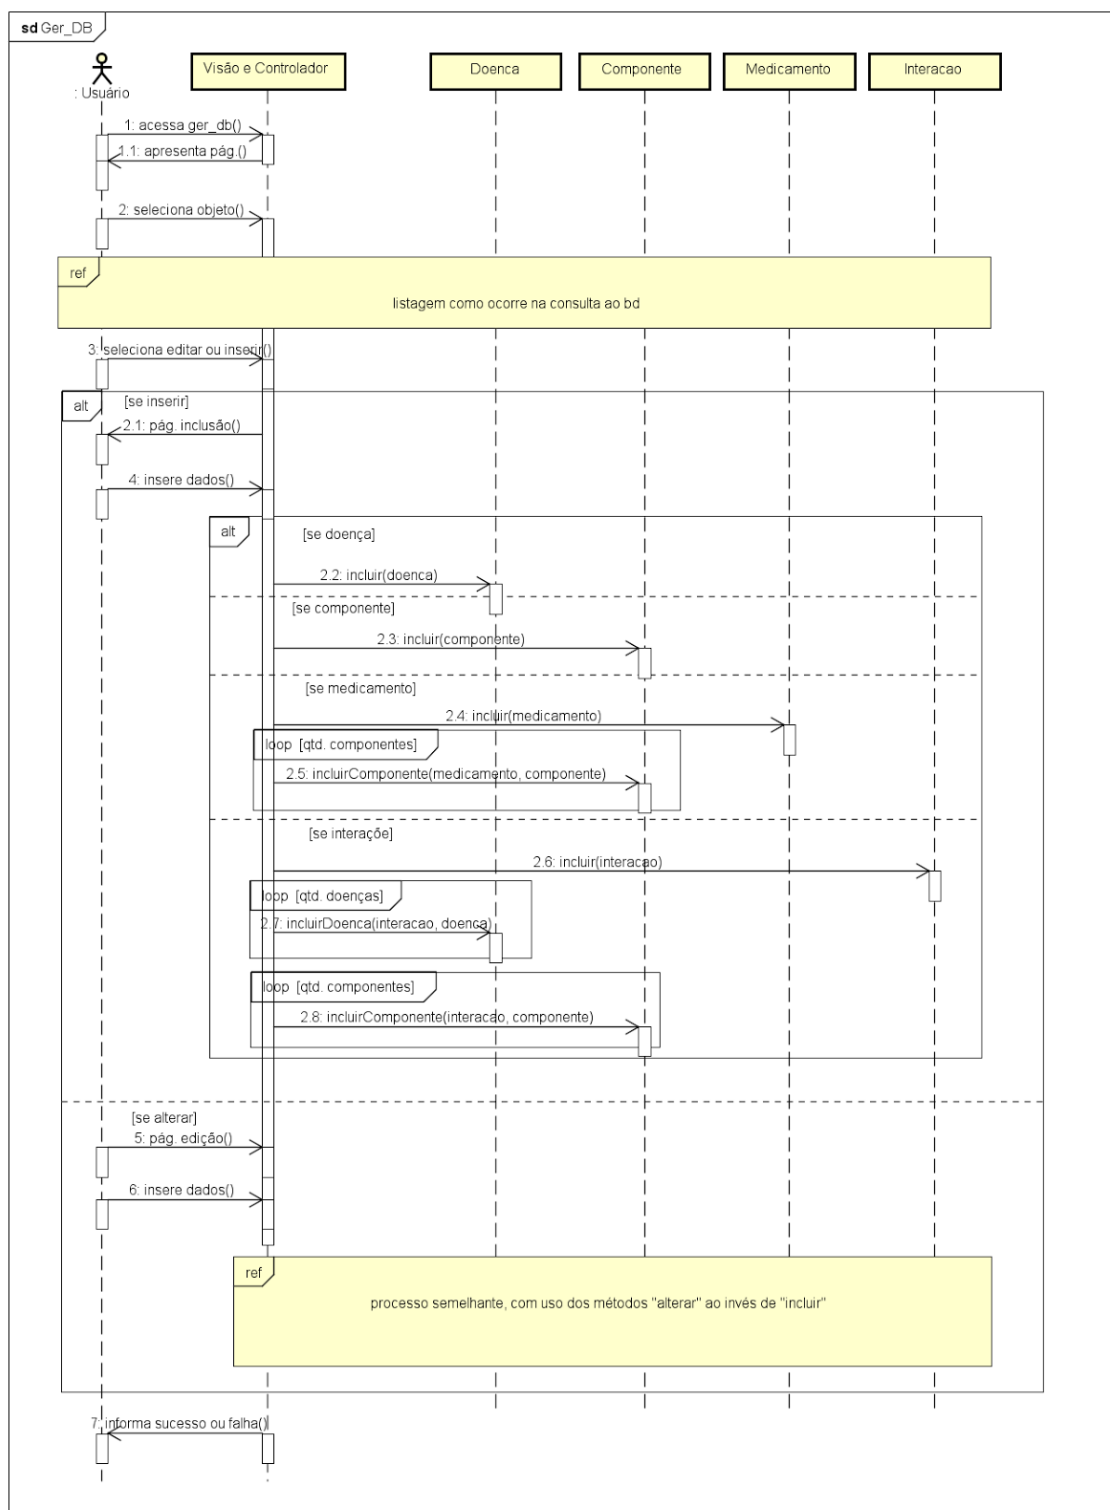 sd Ger_DB
: Usuário
Visão e Controlador
Doenca
Componente
Medicamento
Interacao
1: acessa ger_db()
1.1: apresenta pág.()
2: seleciona objeto()
ref
listagem como ocorre na consulta ao bd
3: seleciona editar ou inserir()
alt
[se inserir]
2.1: pág. inclusão()
4: insere dados()
alt
[se doença]
2.2: incluir(doenca)
[se componente]
2.3: incluir(componente)
[se medicamento]
2.4: incluir(medicamento)
loop [qtd. componentes]
2.5: incluirComponente(medicamento, componente)
[se interaçõe]
2.6: incluir(interacao)
loop [qtd. doenças]
2.7: incluirDoenca(interacao, doenca)
loop [qtd. componentes]
2.8: incluirComponente(interacao, componente)
[se alterar]
5: pág. edição()
6: insere dados()
ref
processo semelhante, com uso dos métodos "alterar" ao invés de "incluir"
7: informa sucesso ou falha()